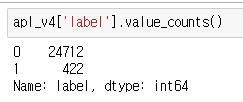 apl_v4['label'].value_counts()
0    24712
1      422
Name: label, dtype: int64